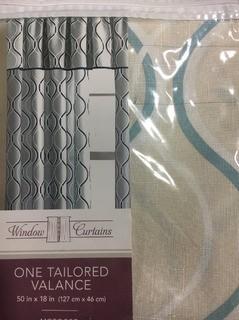 Window Curtains
ONE TAILORED
VALANCE
50 in x 18 in (127 cm x 46 cm)